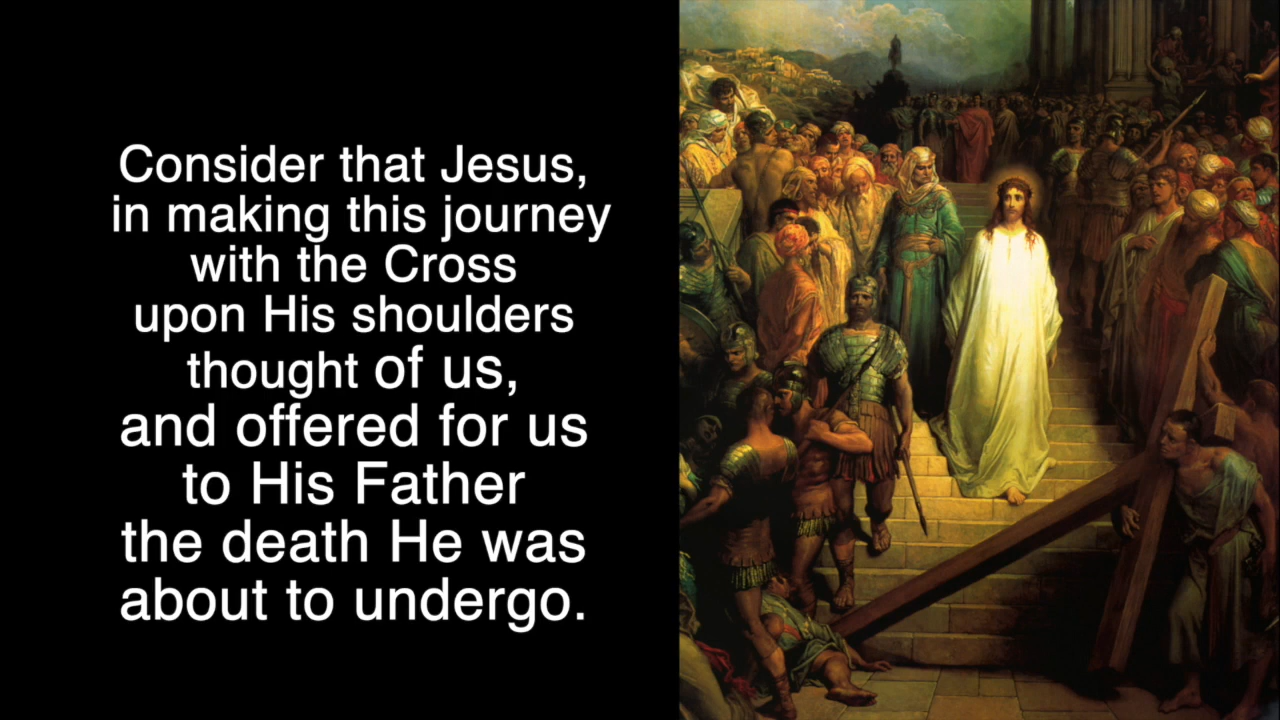 Consider that Jesus,
in making this journey
with the Cross
upon His shoulders
thought of us,
and offered for us
to His Father
the death He was
about to undergo.